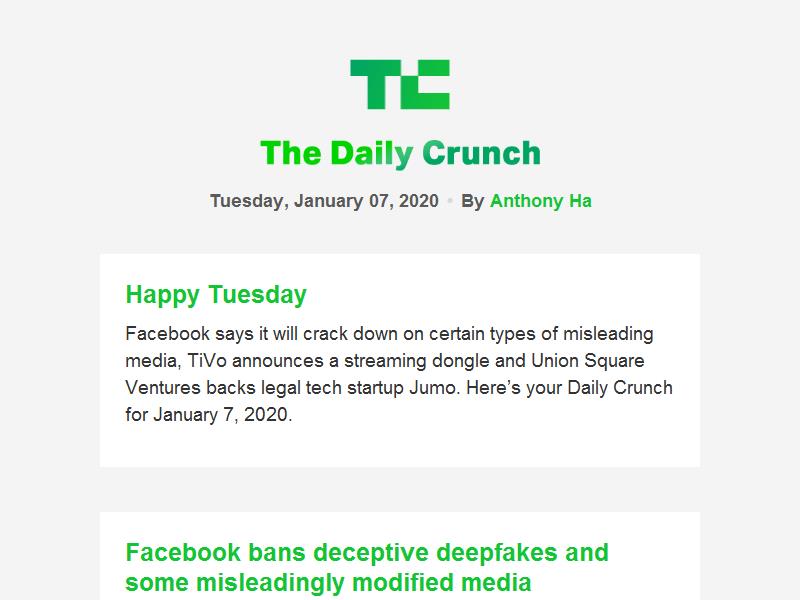 TC
The Daily Crunch
Tuesday, January 07, 2020 • By Anthony Ha
Happy Tuesday
Facebook says it will crack down on certain types of misleading
media, TiVo announces a streaming dongle and Union Square
Ventures backs legal tech startup Jumo. Here’s your Daily Crunch
for January 7, 2020.
Facebook bans deceptive deepfakes and
some misleadingly modified media